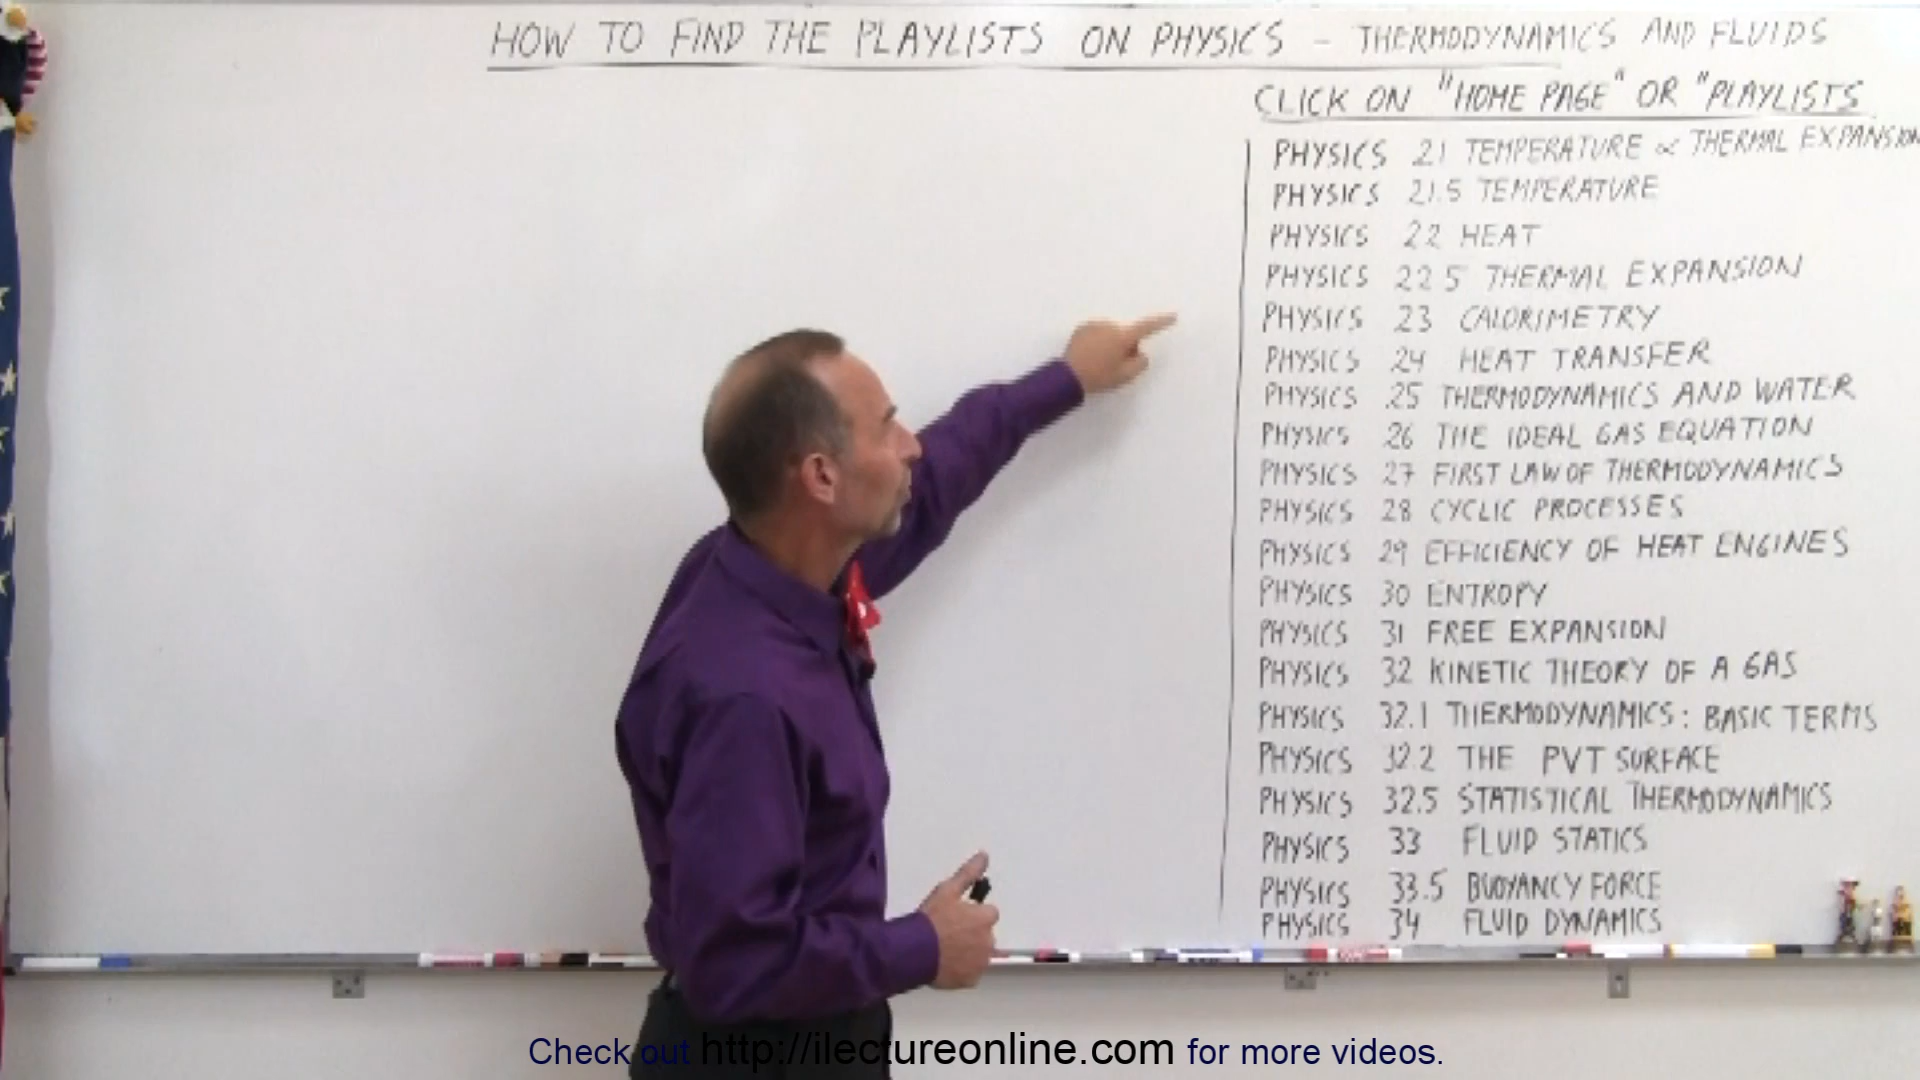 HOW TO FIND THE PLAYLISTS ON PHYSICS - THERMODYNAMICS AND FLUIDS
CLICK ON "HOME PAGE" OR "PLAYLISTS
PHYSICS 21 TEMPERATURE & THERMAL EXPANSION
PHYSICS 21.5 TEMPERATURE
PHYSICS 22 HEAT
PHYSICS 22.5 THERMAL EXPANSION
PHYSICS 23 CALORIMETRY
PHYSICS 24 HEAT TRANSFER
PHYSICS 25 THERMODYNAMICS AND WATER
PHYSICS 26 THE IDEAL GAS EQUATION
PHYSICS 27 FIRST LAW OF THERMODYNAMICS
PHYSICS 28 CYCLIC PROCESSES
PHYSICS 29 EFFICIENCY OF HEAT ENGINES
PHYSICS 30 ENTROPY
PHYSICS 31 FREE EXPANSION
PHYSICS 32 KINETIC THEORY OF A GAS
PHYSICS 32.1 THERMODYNAMICS: BASIC TERMS
PHYSICS 32.2 THE PVT SURFACE
PHYSICS 32.5 STATISTICAL THERMODYNAMICS
PHYSICS 33 FLUID STATICS
PHYSICS 33.5 BUOYANCY FORCE
PHYSICS 34 FLUID DYNAMICS
Check out http://ilectureonline.com for more videos.